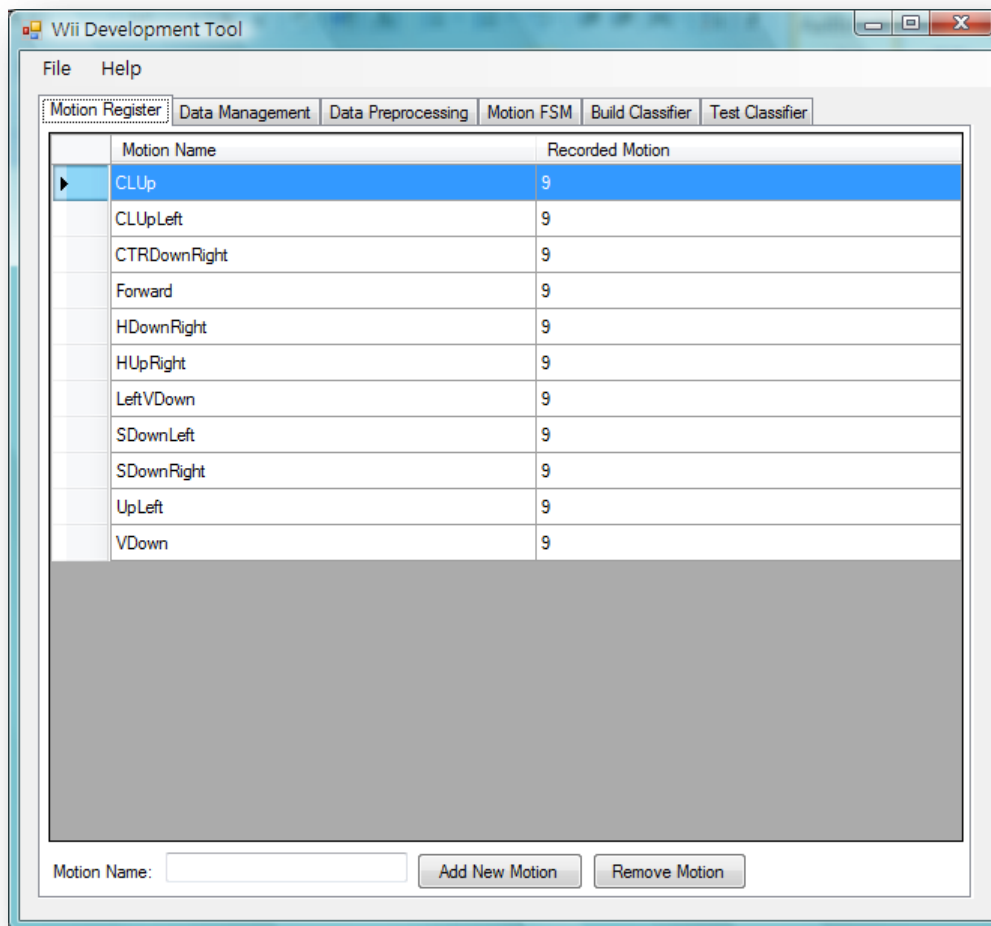 Wii Development Tool
File Help
Motion Register Data Management Data Preprocessing Motion FSM Build Classifier Test Classifier
Motion Name Recorded Motion
CLUp 9
CLUpLeft 9
CTRDownRight 9
Forward 9
HDownRight 9
HUpRight 9
LeftVDown 9
SDownLeft 9
SDownRight 9
UpLeft 9
VDown 9
Motion Name: Add New Motion Remove Motion